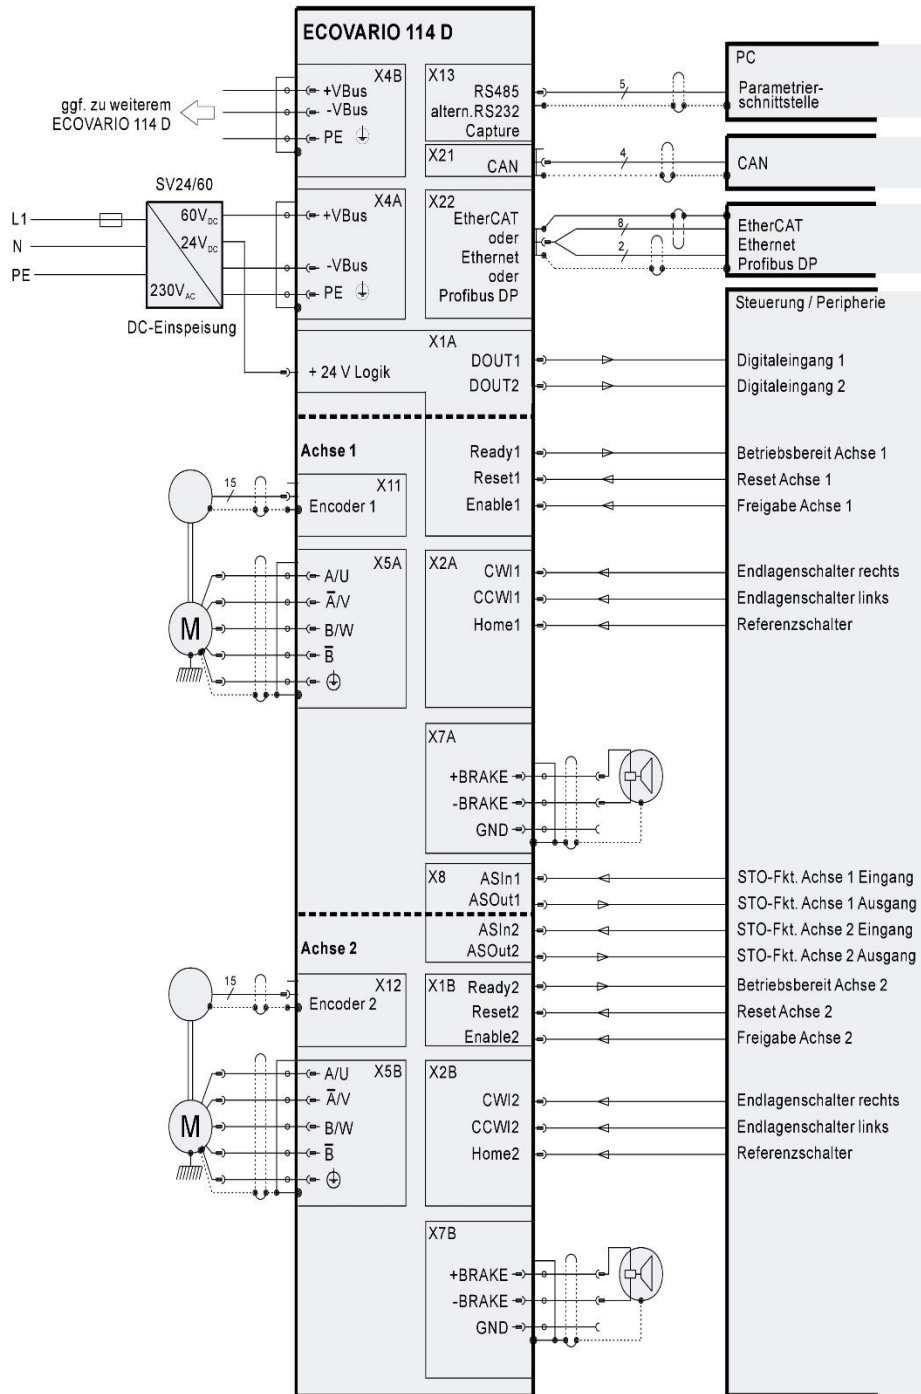 ECOVARIO 114 D
X4B
+VBus
-VBus
PE
ggf. zu weiterem
ECOVARIO 114 D
X13
RS485
altern.RS232
Capture
5
PC
Parametrier-
schnittstelle
X21
CAN
4
CAN
SV24/60
L1
N
PE
60VDC
24VDC
230VAC
DC-Einspeisung
X4A
+VBus
-VBus
PE
X22
EtherCAT
oder
Ethernet
oder
Profibus DP
8
2
EtherCAT
Ethernet
Profibus DP
Steuerung / Peripherie
+ 24 V Logik
X1A
DOUT1
DOUT2
Digitaleingang 1
Digitaleingang 2
Achse 1
Ready1
Reset1
Enable1
Betriebsbereit Achse 1
Reset Achse 1
Freigabe Achse 1
15
X11
Encoder 1
M
X5A
A/U
A̅/V
B/W
B̅
X2A
CWI1
CCWI1
Home1
Endlagenschalter rechts
Endlagenschalter links
Referenzschalter
X7A
+BRAKE
-BRAKE
GND
X8
ASIn1
ASOut1
ASIn2
ASOut2
STO-Fkt. Achse 1 Eingang
STO-Fkt. Achse 1 Ausgang
STO-Fkt. Achse 2 Eingang
STO-Fkt. Achse 2 Ausgang
Achse 2
15
X12
Encoder 2
X1B
Ready2
Reset2
Enable2
Betriebsbereit Achse 2
Reset Achse 2
Freigabe Achse 2
M
X5B
A/U
A̅/V
B/W
B̅
X2B
CWI2
CCWI2
Home2
Endlagenschalter rechts
Endlagenschalter links
Referenzschalter
X7B
+BRAKE
-BRAKE
GND